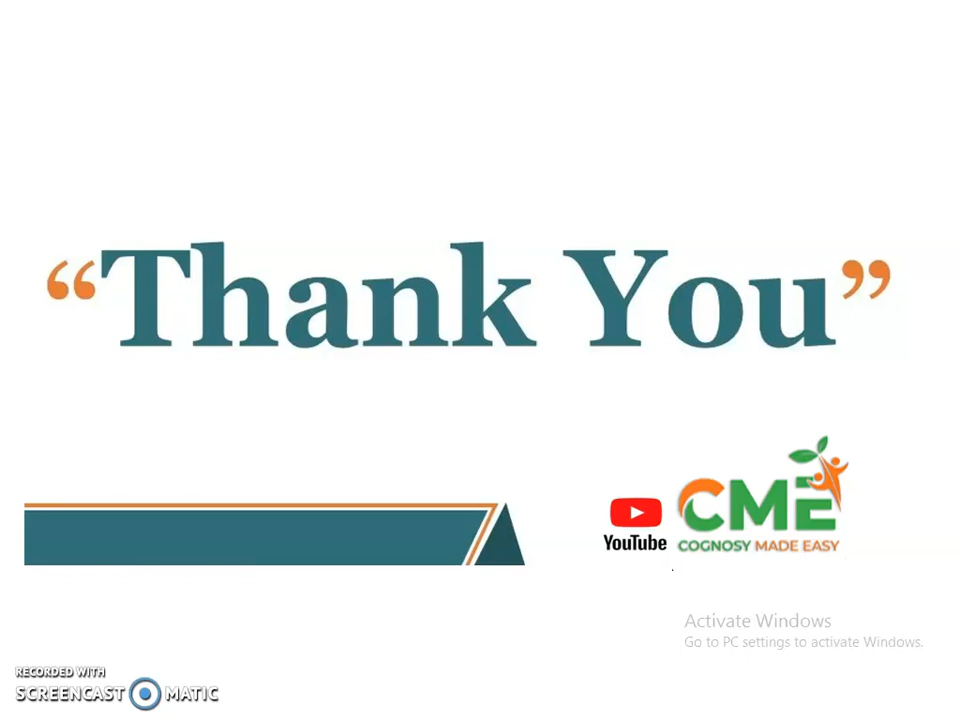 “Thank You”
CME
YouTube
COGNOSY MADE EASY
Activate Windows
Go to PC settings to activate Windows.
RECORDED WITH
SCREENCAST MATIC